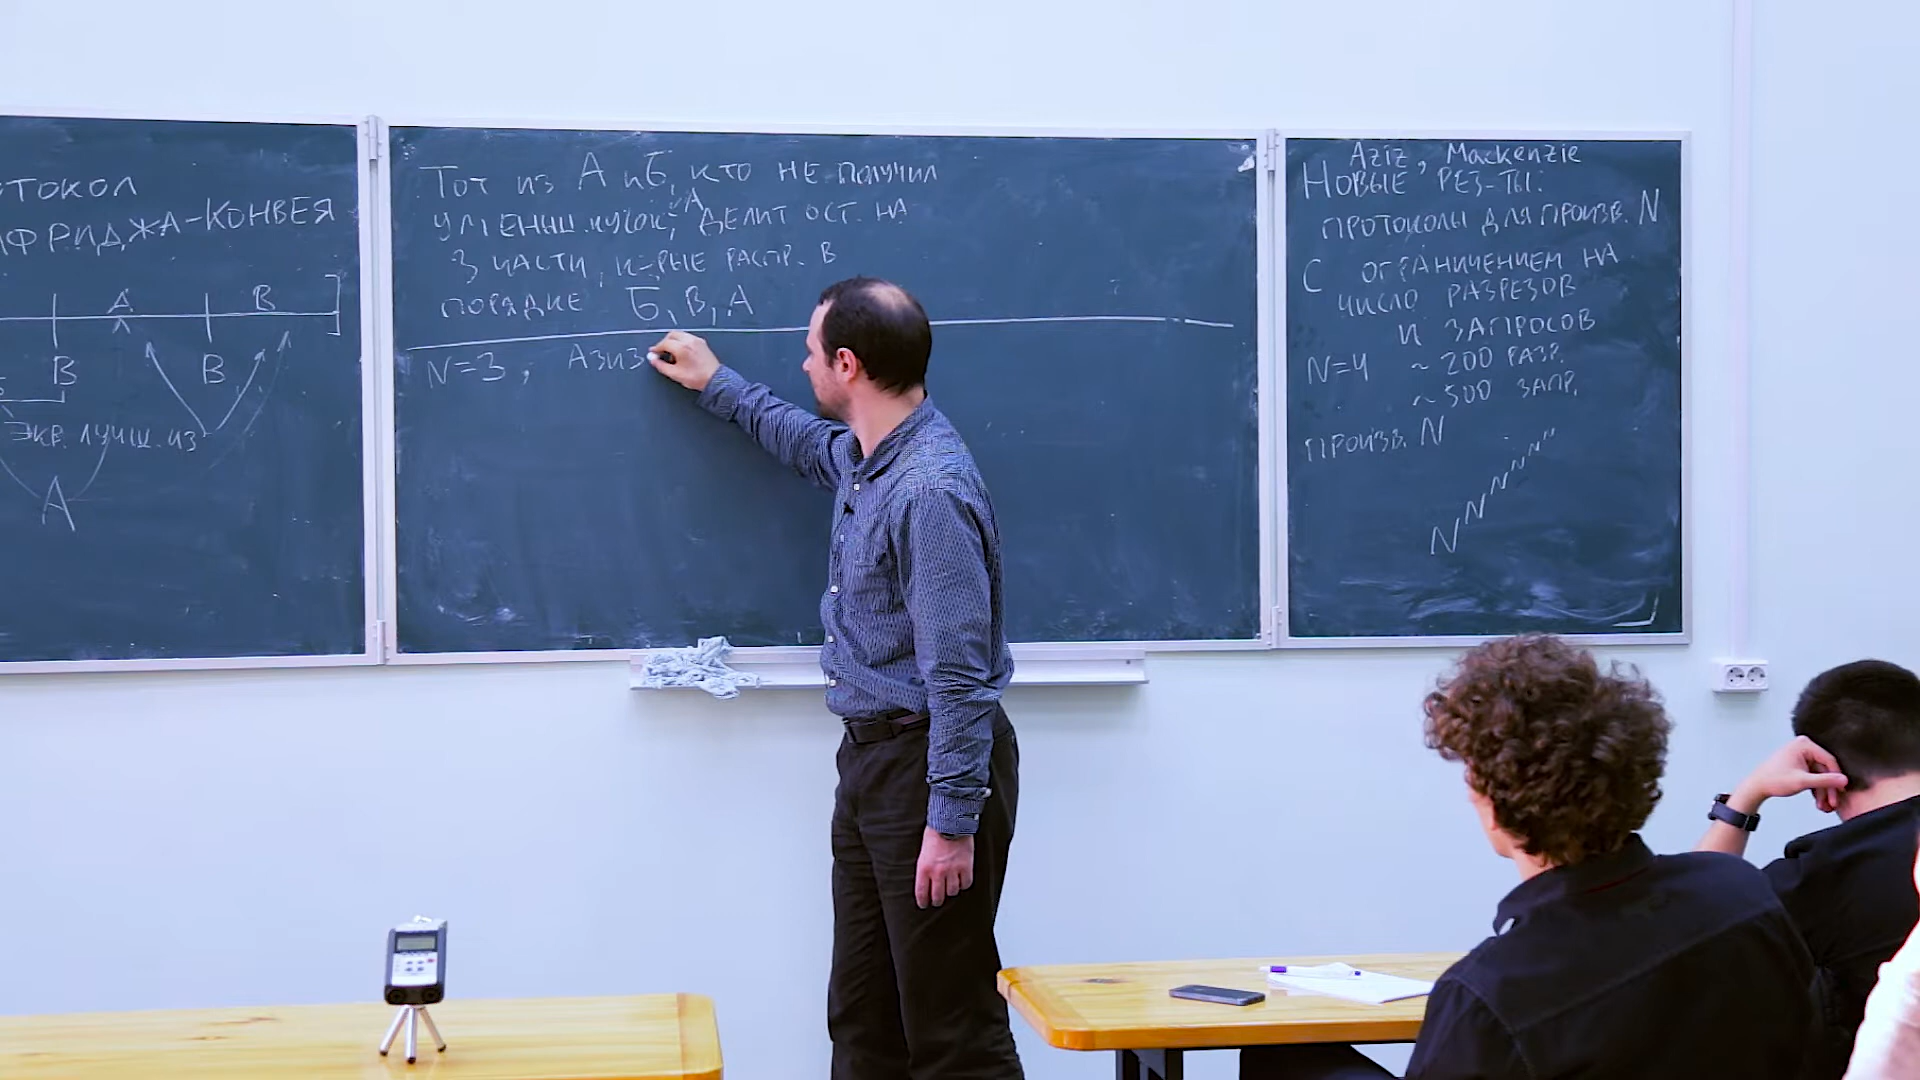 ОТОКОЛ
ФРИДЖА-КОНВЕЯ
А В
В В
ЭКВ. ЛУЧШ. ИЗ
А
Тот из А и Б, кто не получил
уменьш. кусок, делит ост. на
3 части, к-рые распр. в
порядке Б, В, А
N=3, Азиз
Aziz, Mackenzie
Новые рез-ты:
протоколы для произв. N
с ограничением на
число разрезов
и запросов
N=4 ~200 разр.
~500 запр.
произв. N
N N N N N N